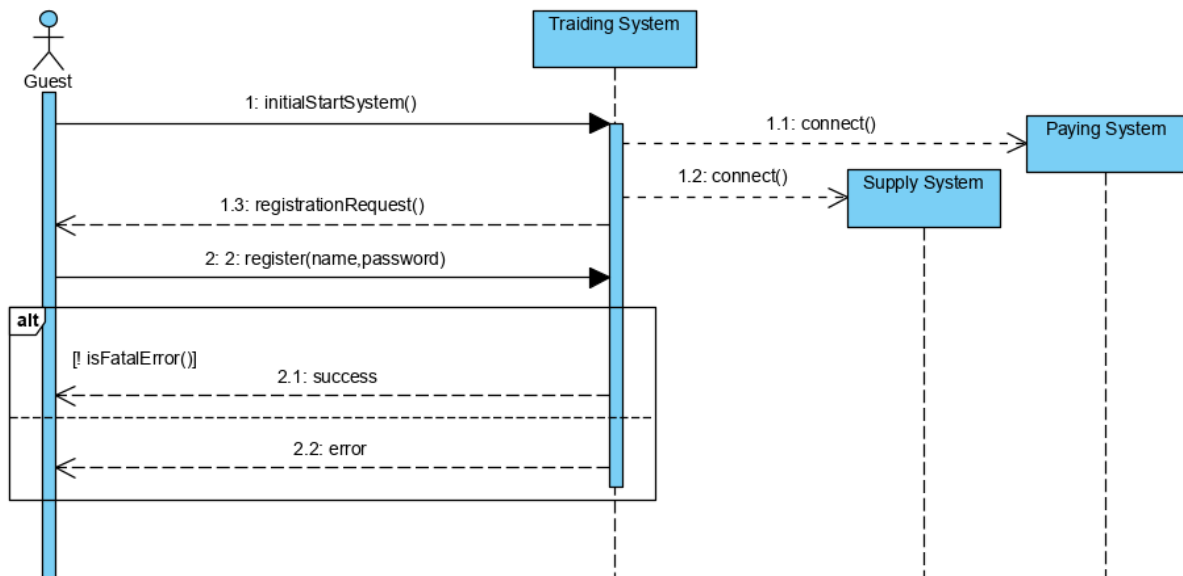 Traiding System
Guest
1: initialStartSystem()
1.1: connect()
Paying System
1.2: connect()
Supply System
1.3: registrationRequest()
2: 2: register(name,password)
alt
[! isFatalError()]
2.1: success
2.2: error